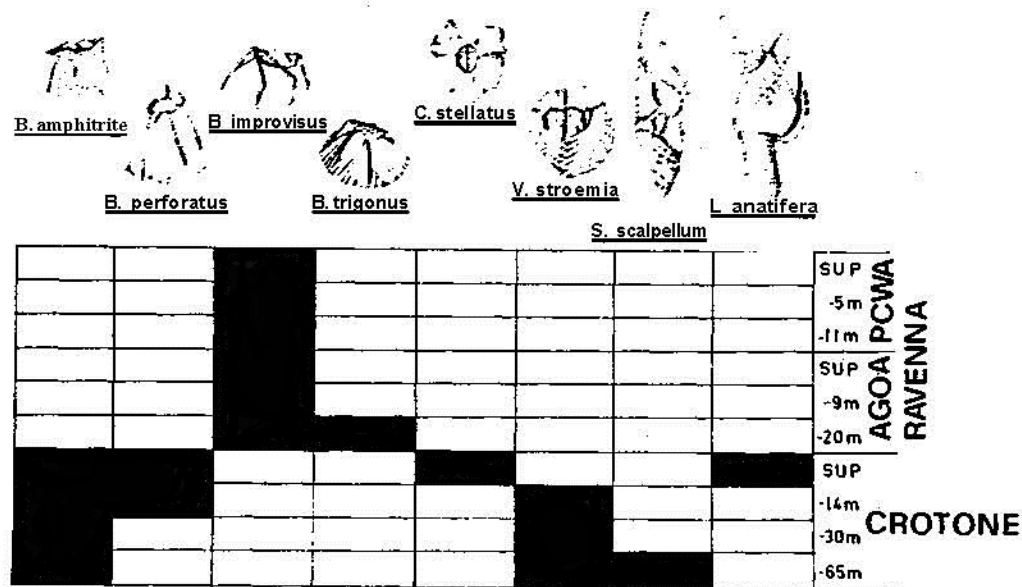 B. amphitrite
B improvisus
C. stellatus
B. perforatus
B. trigonus
V. stroemia
L anatifera
S. scalpellum
SUP
-5m
-11m
PCWA
SUP
-9m
-20m
AGOA
RAVENNA
SUP
-14m
-30m
-65m
CROTONE